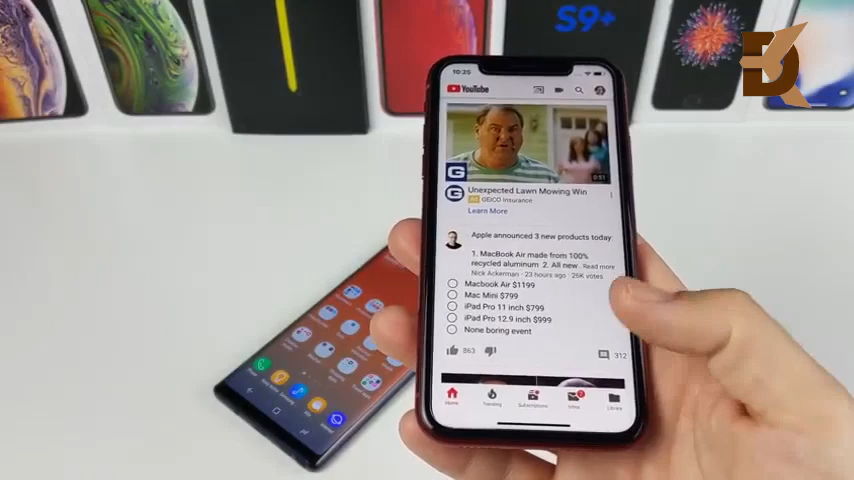 S9+
10:25
YouTube
G
0:51
G
Unexpected Lawn Mowing Win
Ad GEICO Insurance
Learn More
Apple announced 3 new products today:
1. MacBook Air made from 100%
recycled aluminum 2. All new.. Read more
Nick Ackerman · 23 hours ago · 26K votes
Macbook Air $1199
Mac Mini $799
iPad Pro 11 inch $799
iPad Pro 12.9 inch $999
None boring event
863
312
Home
Trending
Subscriptions
Inbox
Library